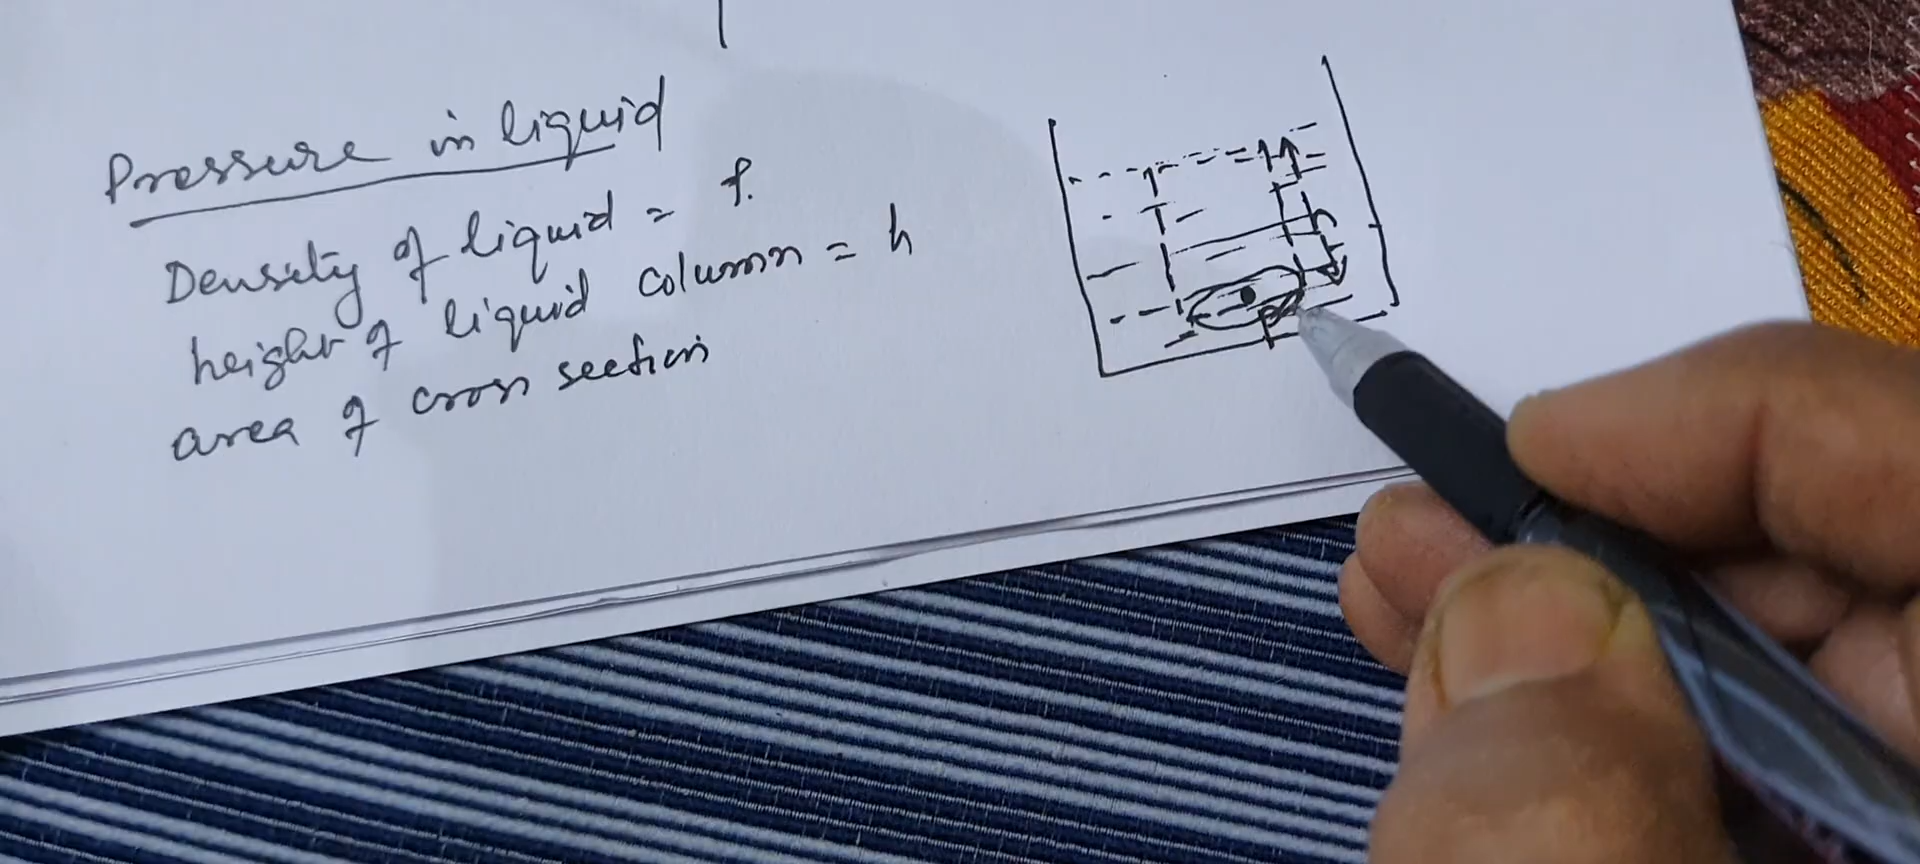 Pressure in liquid
Density of liquid = ρ.
height of liquid column = h
area of cross section
h
P